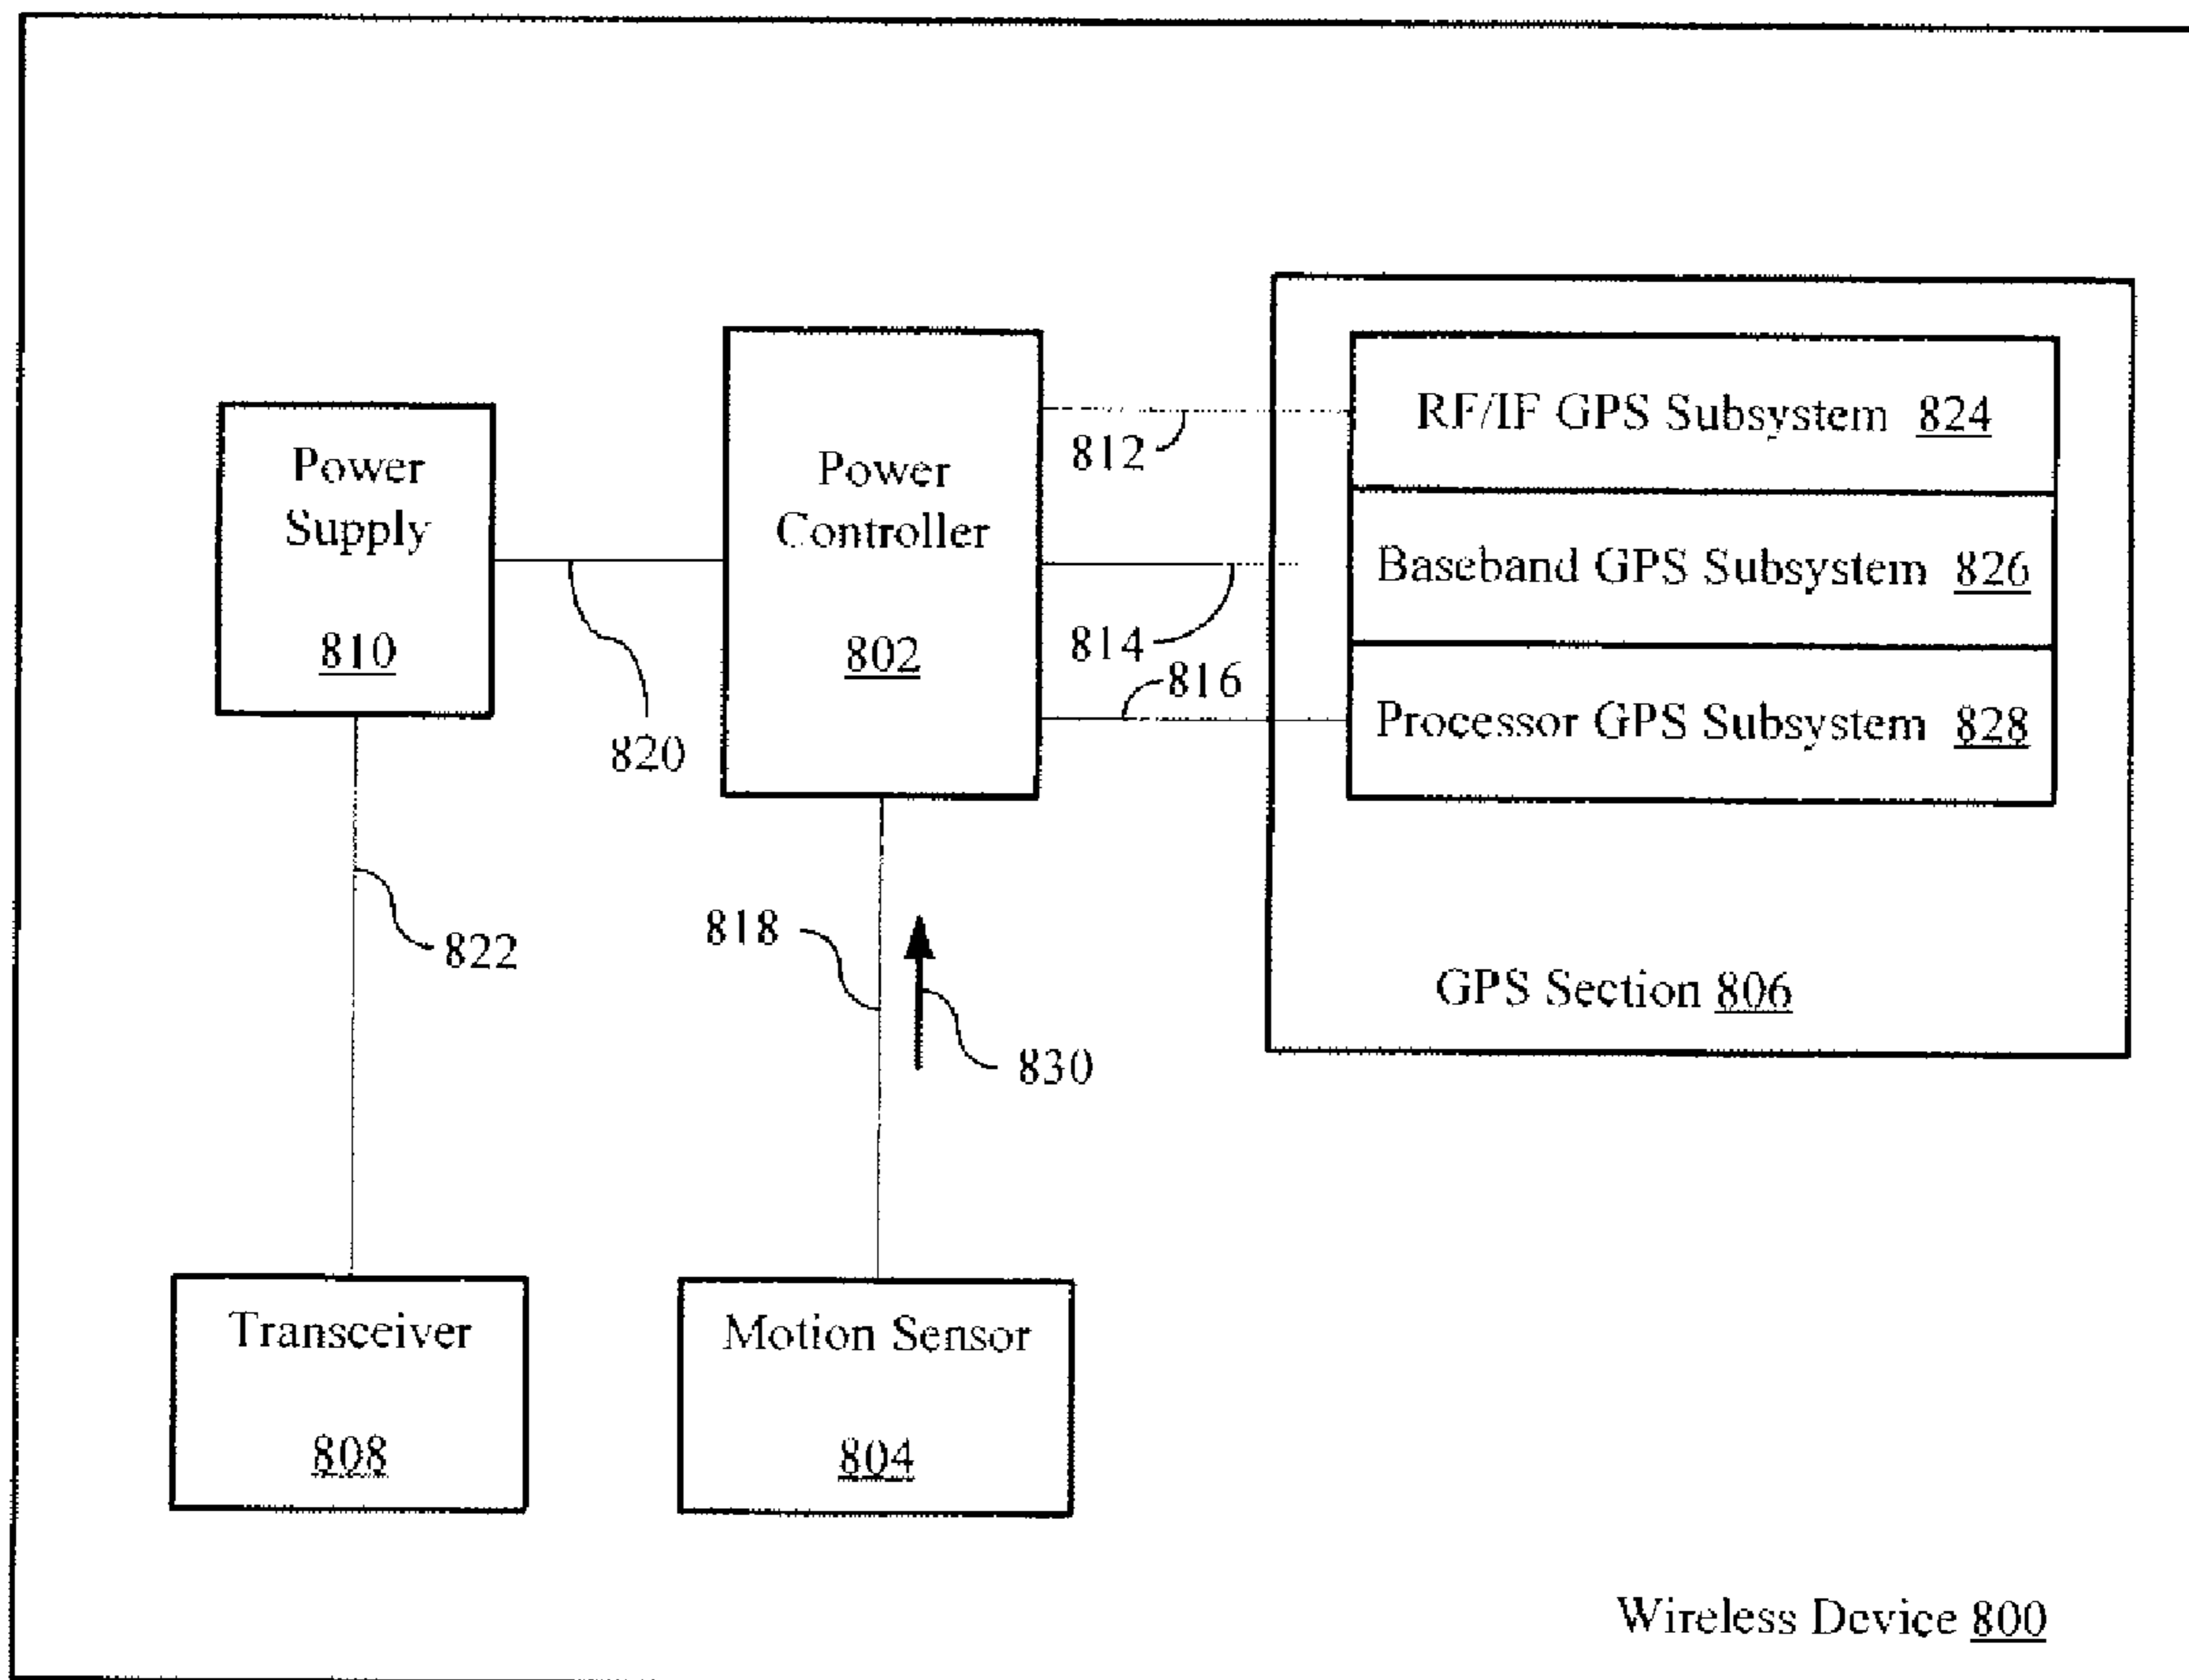 RF/IF GPS Subsystem 824
812
Power
Supply
810
Power
Controller
802
Baseband GPS Subsystem 826
814
816
Processor GPS Subsystem 828
820
822
818
830
GPS Section 806
Transceiver
808
Motion Sensor
804
Wireless Device 800